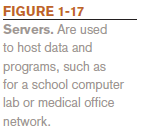 FIGURE 1-17
Servers. Are used
to host data and
programs, such as
for a school computer
lab or medical office
network.